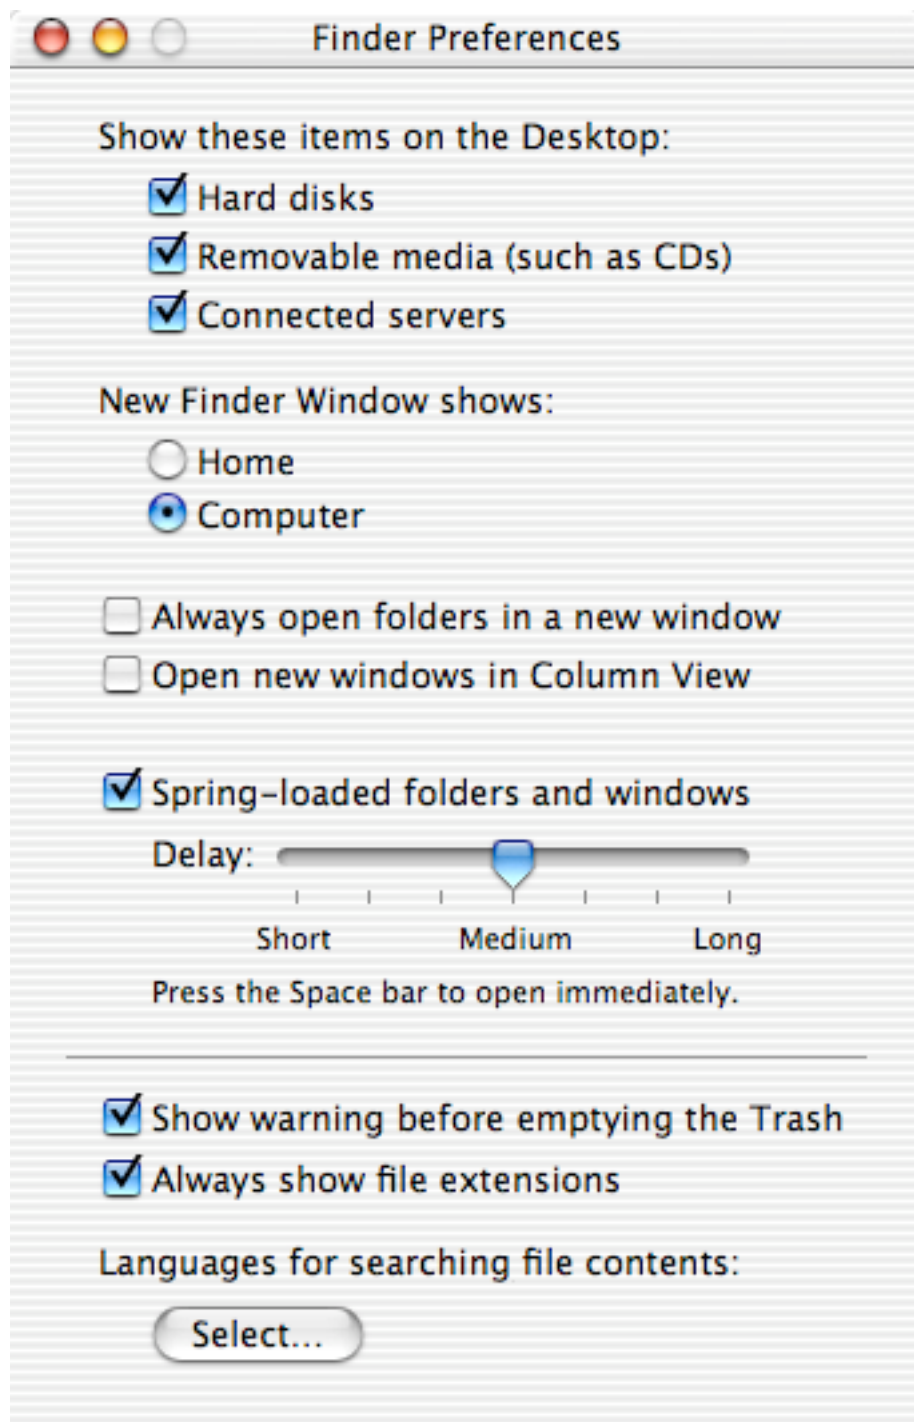 Finder Preferences
Show these items on the Desktop:
Hard disks
Removable media (such as CDs)
Connected servers
New Finder Window shows:
Home
Computer
Always open folders in a new window
Open new windows in Column View
Spring-loaded folders and windows
Delay:
Short Medium Long
Press the Space bar to open immediately.
Show warning before emptying the Trash
Always show file extensions
Languages for searching file contents:
Select...